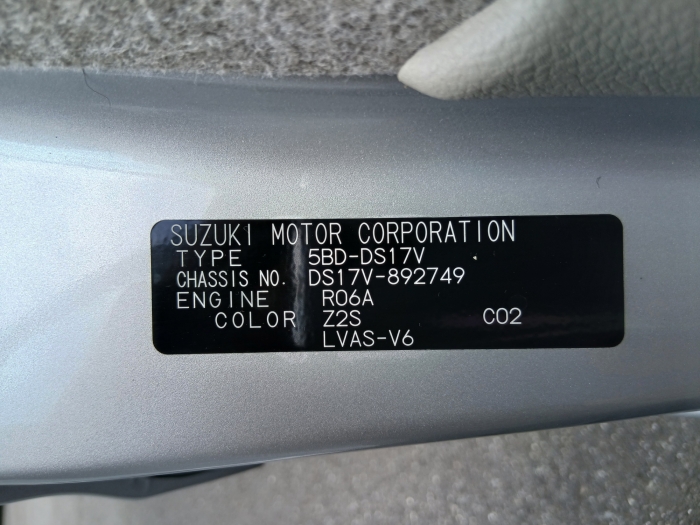 SUZUKI MOTOR CORPORATION
TYPE 5BD-DS17V
CHASSIS NO. DS17V-892749
ENGINE R06A
COLOR Z2S C02
LVAS-V6